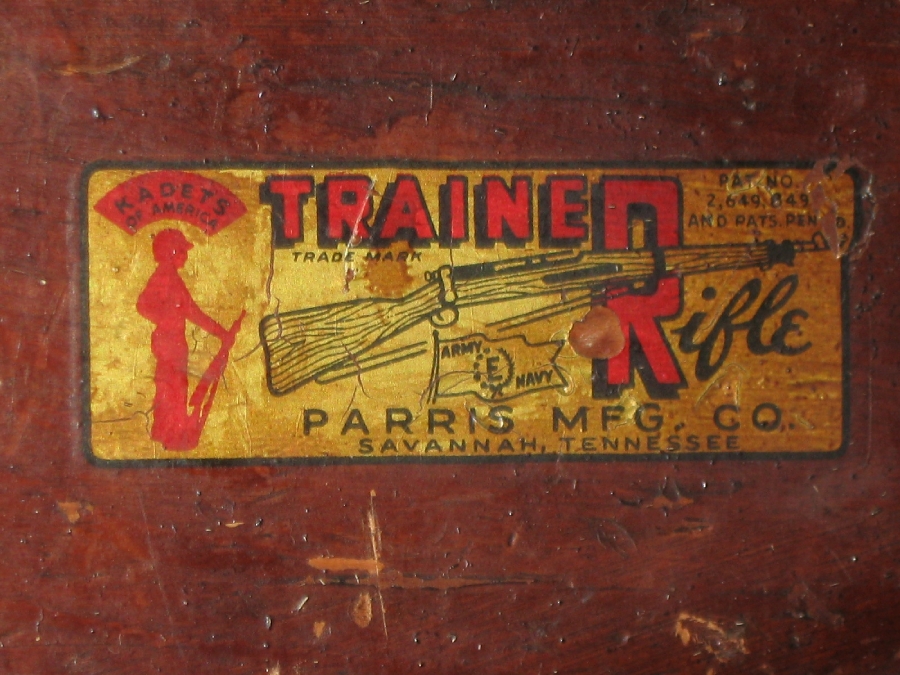 KADETS
OF AMERICA
TRAINER
TRADE MARK
Rifle
PAT. NO.
2,649,849
AND PATS. PEND.
ARMY
E
NAVY
PARRIS MFG. CO.
SAVANNAH, TENNESSEE